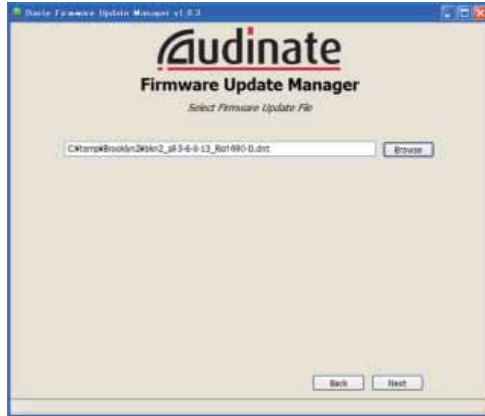 Dante Firmware Update Manager v1.0.3
Audinate
Firmware Update Manager
Select Firmware Update File
Browse
Back Next